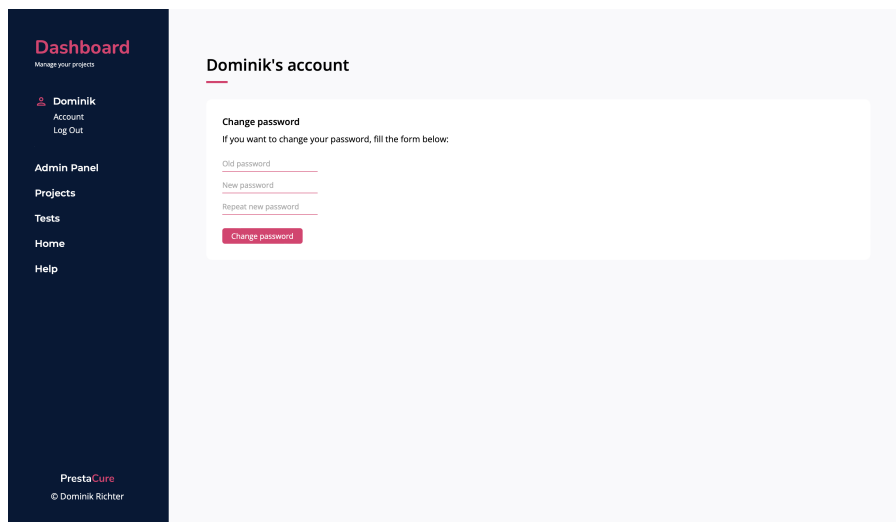 Dashboard
Manage your projects
Dominik
Account
Log Out
Admin Panel
Projects
Tests
Home
Help
PrestaCure
© Dominik Richter
Dominik's account
Change password
If you want to change your password, fill the form below:
Old password
New password
Repeat new password
Change password